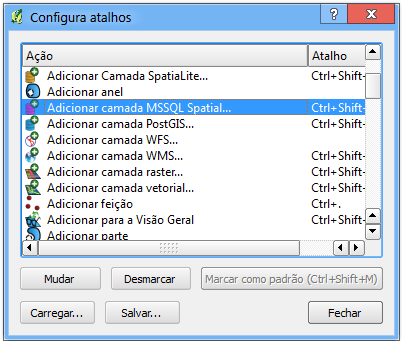 Configura atalhos
?
Ação Atalho
Adicionar Camada SpatiaLite... Ctrl+Shift-
Adicionar anel
Adicionar camada MSSQL Spatial... Ctrl+Shift-
Adicionar camada PostGIS... Ctrl+Shift-
Adicionar camada WFS...
Adicionar camada WMS... Ctrl+Shift-
Adicionar camada raster... Ctrl+Shift-
Adicionar camada vetorial... Ctrl+Shift-
Adicionar feição Ctrl+.
Adicionar para a Visão Geral Ctrl+Shift-
Adicionar parte
Mudar Desmarcar Marcar como padrão (Ctrl+Shift+M)
Carregar... Salvar... Fechar